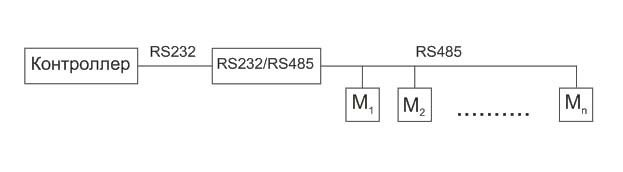 RS232
RS485
Контроллер
RS232/RS485
M1
M2
..........
Mn